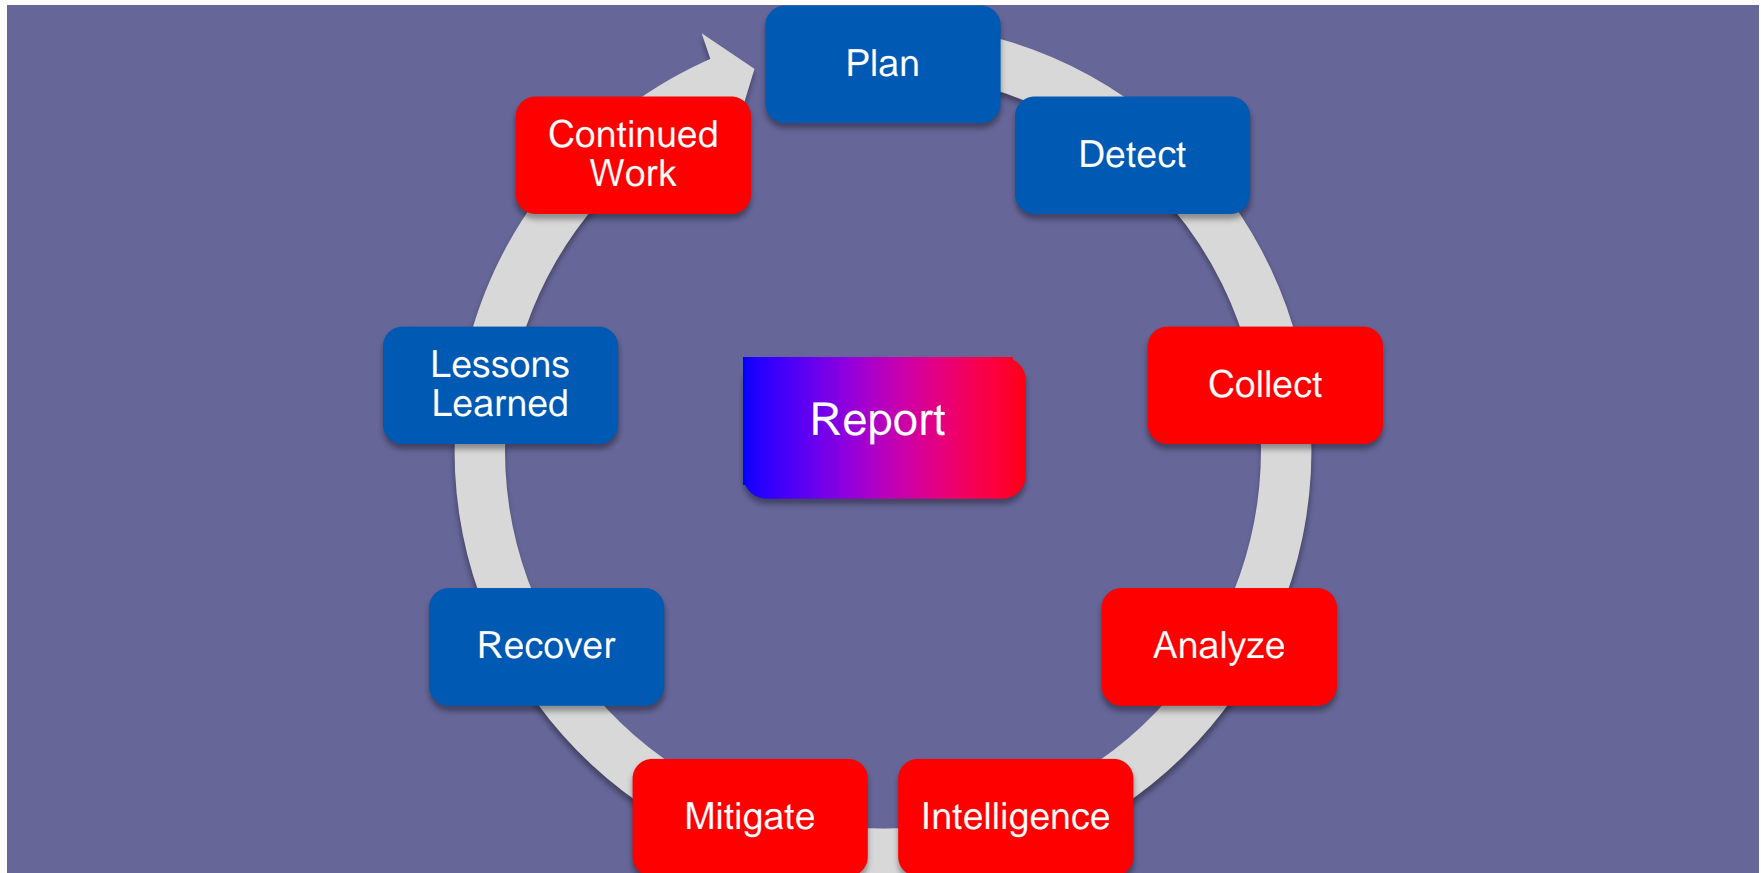 Plan
Detect
Collect
Analyze
Intelligence
Mitigate
Recover
Lessons
Learned
Continued
Work
Report